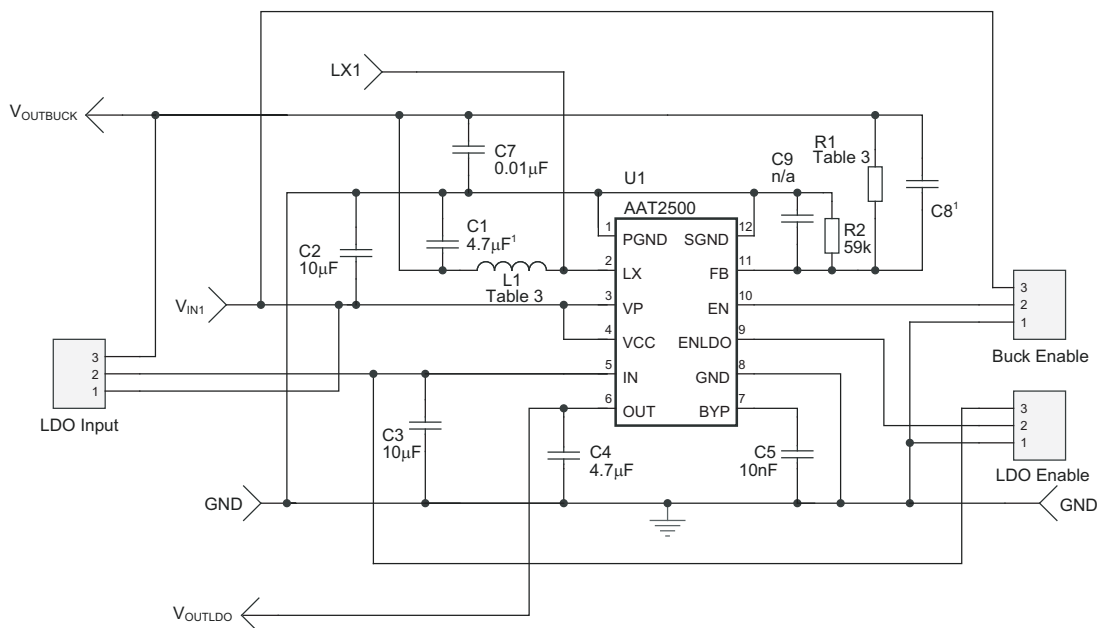 LX1
VOUTBUCK
C7
0.01μF
C9
n/a
R1
Table 3
C8¹
U1
AAT2500
C2
10μF
C1
4.7μF¹
L1
Table 3
R2
59k
1
PGND
SGND
12
2
LX
FB
11
3
VP
EN
10
4
VCC
ENLDO
9
5
IN
GND
8
6
OUT
BYP
7
VIN1
3
2
1
Buck Enable
3
2
1
LDO Input
3
2
1
LDO Enable
C3
10μF
C4
4.7μF
C5
10nF
GND
GND
VOUTLDO